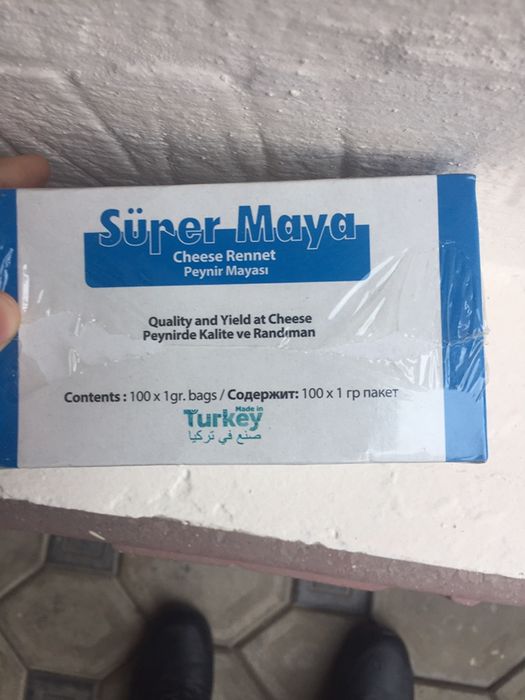 Süper Maya
Cheese Rennet
Peynir Mayası
Quality and Yield at Cheese
Peynirde Kalite ve Randıman
Contents : 100 x 1gr. bags / Содержит: 100 x 1 гр пакет
Made in
Turkey
صنع في تركيا